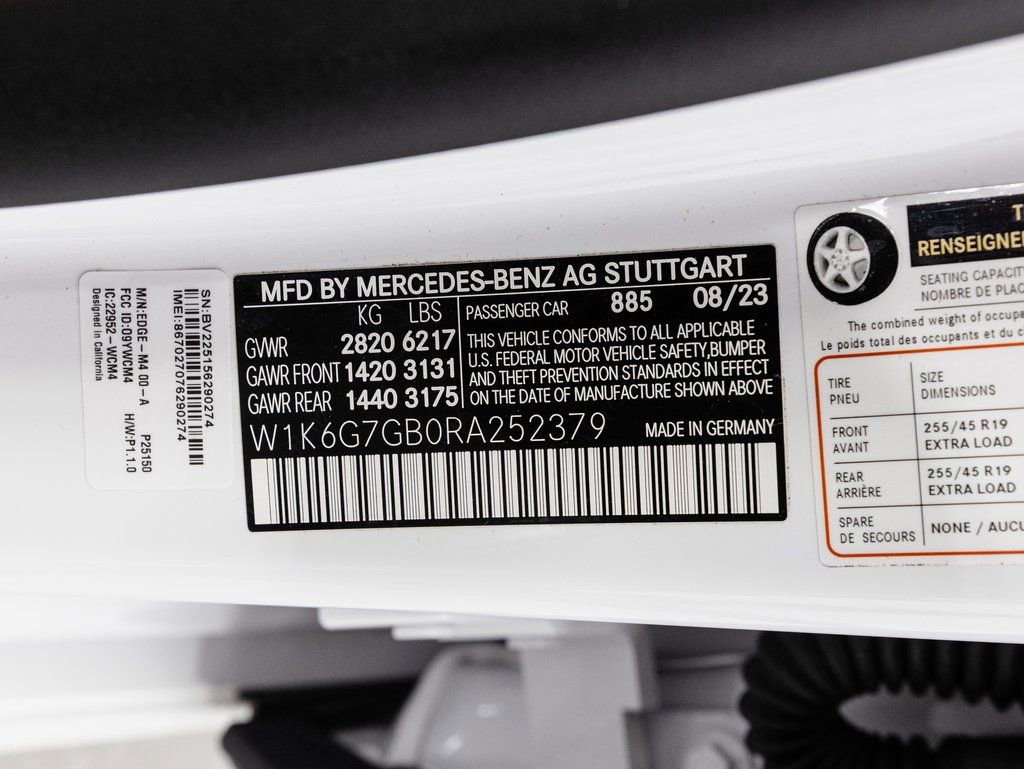 SN:BV225156290274
IMEI:867027076290274
M/N:EDGE-M4 00-A P25150
FCC ID:09YWCM4 H/W:P1.1.0
IC:22952-WCM4
Designed in California
MFD BY MERCEDES-BENZ AG STUTTGART
KG LBS
GVWR 2820 6217
GAWR FRONT 1420 3131
GAWR REAR 1440 3175
PASSENGER CAR 885 08/23
THIS VEHICLE CONFORMS TO ALL APPLICABLE
U.S. FEDERAL MOTOR VEHICLE SAFETY,BUMPER
AND THEFT PREVENTION STANDARDS IN EFFECT
ON THE DATE OF MANUFACTURE SHOWN ABOVE
W1K6G7GB0RA252379 MADE IN GERMANY
T
RENSEIGNE
SEATING CAPACIT
NOMBRE DE PLAC
The combined weight of occupa
Le poids total des occupants et du c
TIRE SIZE
PNEU DIMENSIONS
FRONT 255/45 R19
AVANT EXTRA LOAD
REAR 255/45 R19
ARRIÈRE EXTRA LOAD
SPARE NONE / AUCU
DE SECOURS